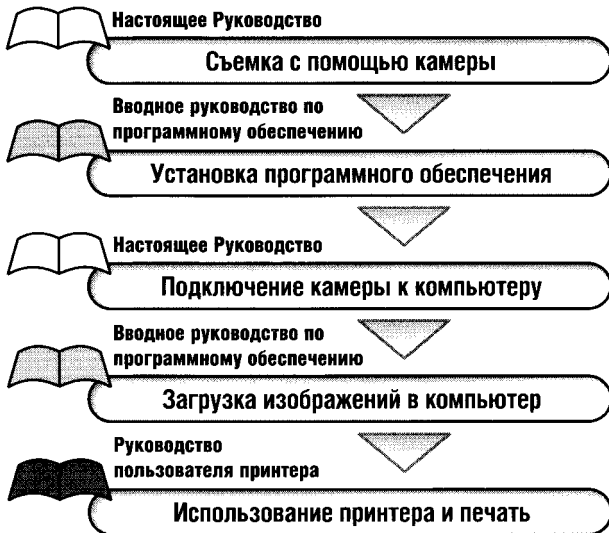 Настоящее Руководство
Съемка с помощью камеры
Вводное руководство по
программному обеспечению
Установка программного обеспечения
Настоящее Руководство
Подключение камеры к компьютеру
Вводное руководство по
программному обеспечению
Загрузка изображений в компьютер
Руководство
пользователя принтера
Использование принтера и печать